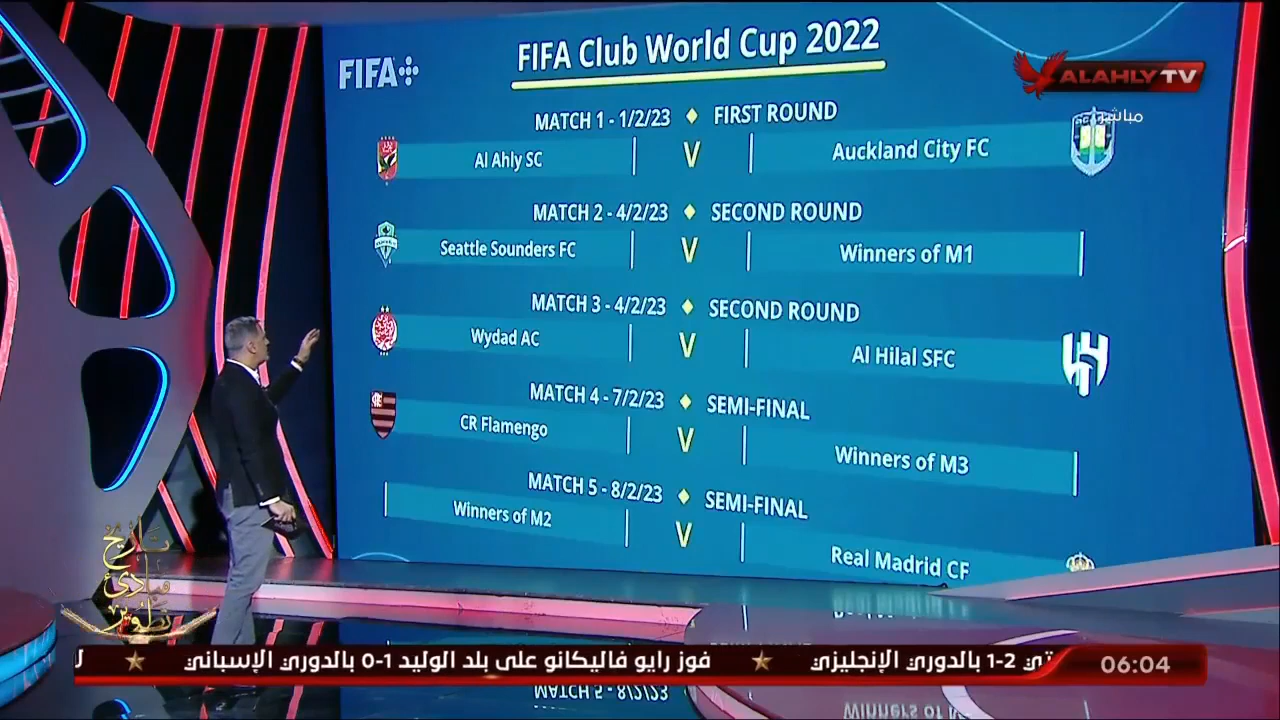 FIFA Club World Cup 2022
FIFA+
ALAHLY TV
مباشر
MATCH 1 - 1/2/23 ♦ FIRST ROUND
Al Ahly SC V Auckland City FC
MATCH 2 - 4/2/23 ♦ SECOND ROUND
Seattle Sounders FC V Winners of M1
MATCH 3 - 4/2/23 ♦ SECOND ROUND
Wydad AC V Al Hilal SFC
MATCH 4 - 7/2/23 ♦ SEMI-FINAL
CR Flamengo V Winners of M3
MATCH 5 - 8/2/23 ♦ SEMI-FINAL
Winners of M2 V Real Madrid CF
تاريخ
مبادئ
تطوير
تي 2-1 بالدوري الإنجليزي ★ فوز رايو فاليكانو على بلد الوليد 1-0 بالدوري الإسباني ★
06:04